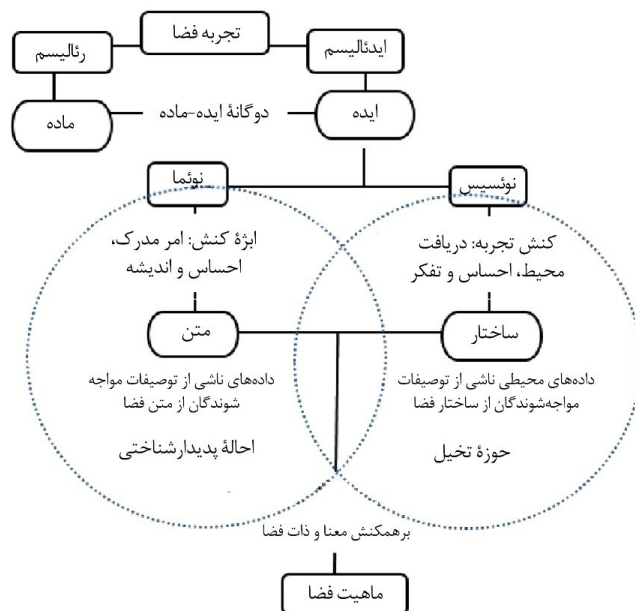 تجربه فضا
ایدئالیسم
رئالیسم
ایده
دوگانهٔ ایده-ماده
ماده
نوئسیس
نوئما
کنش تجربه: دریافت
محیط، احساس و تفکر
ابژهٔ کنش: امر مدرک،
احساس و اندیشه
ساختار
متن
داده‌های محیطی ناشی از توصیفات
مواجه‌شوندگان از ساختار فضا
داده‌های ناشی از توصیفات مواجه
شوندگان از متن فضا
حوزهٔ تخیل
احالهٔ پدیدارشناختی
برهمکنش معنا و ذات فضا
ماهیت فضا